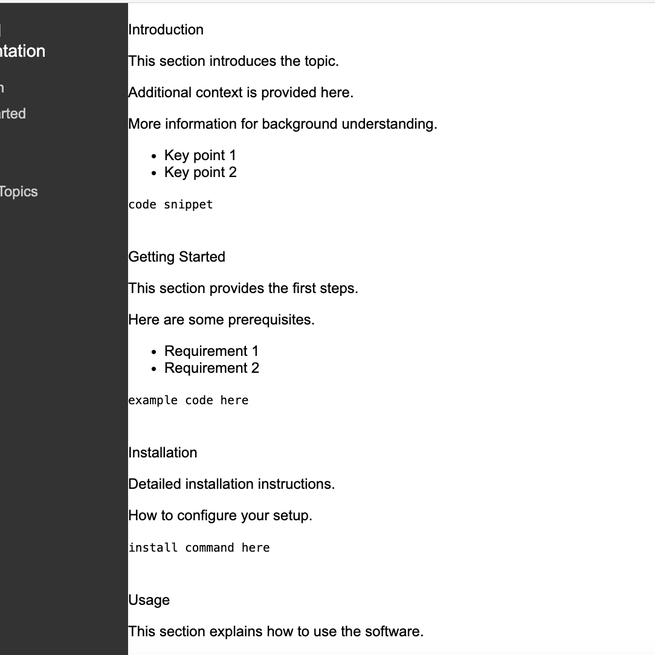 Topics
Introduction
This section introduces the topic.
Additional context is provided here.
More information for background understanding.
Key point 1
Key point 2
code snippet
Getting Started
This section provides the first steps.
Here are some prerequisites.
Requirement 1
Requirement 2
example code here
Installation
Detailed installation instructions.
How to configure your setup.
install command here
Usage
This section explains how to use the software.